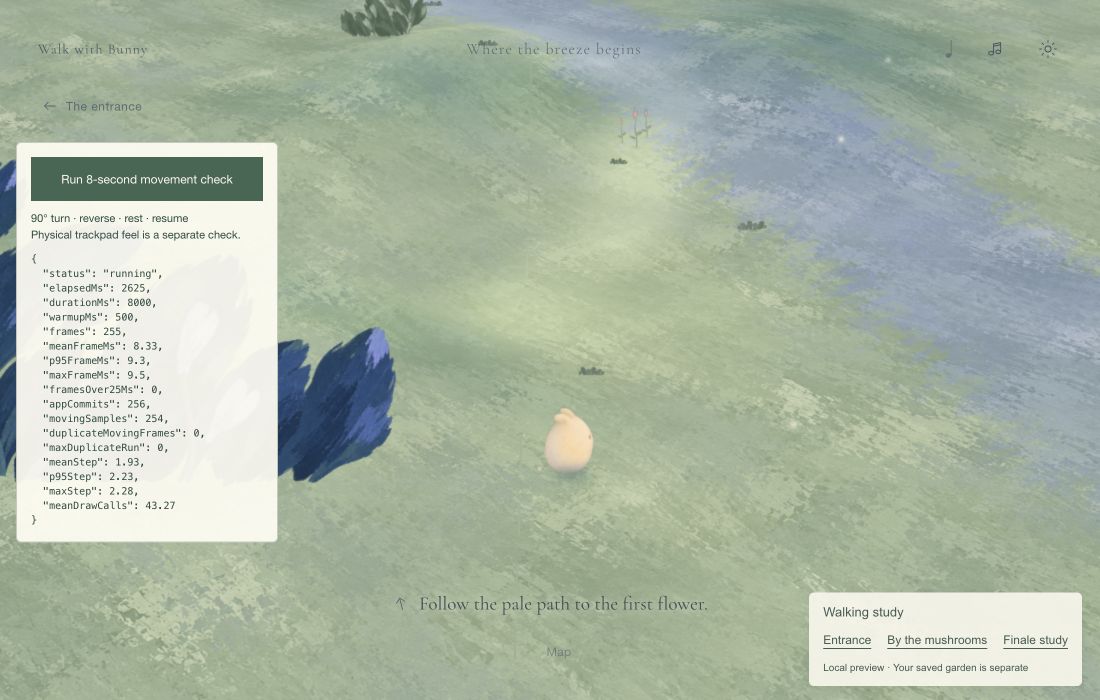 Walk with Bunny
Where the breeze begins
← The entrance
Run 8-second movement check
90° turn · reverse · rest · resume
Physical trackpad feel is a separate check.
{
  "status": "running",
  "elapsedMs": 2625,
  "durationMs": 8000,
  "warmupMs": 500,
  "frames": 255,
  "meanFrameMs": 8.33,
  "p95FrameMs": 9.3,
  "maxFrameMs": 9.5,
  "framesOver25Ms": 0,
  "appCommits": 256,
  "movingSamples": 254,
  "duplicateMovingFrames": 0,
  "maxDuplicateRun": 0,
  "meanStep": 1.93,
  "p95Step": 2.23,
  "maxStep": 2.28,
  "meanDrawCalls": 43.27
}
Follow the pale path to the first flower.
Map
Walking study
Entrance By the mushrooms Finale study
Local preview · Your saved garden is separate